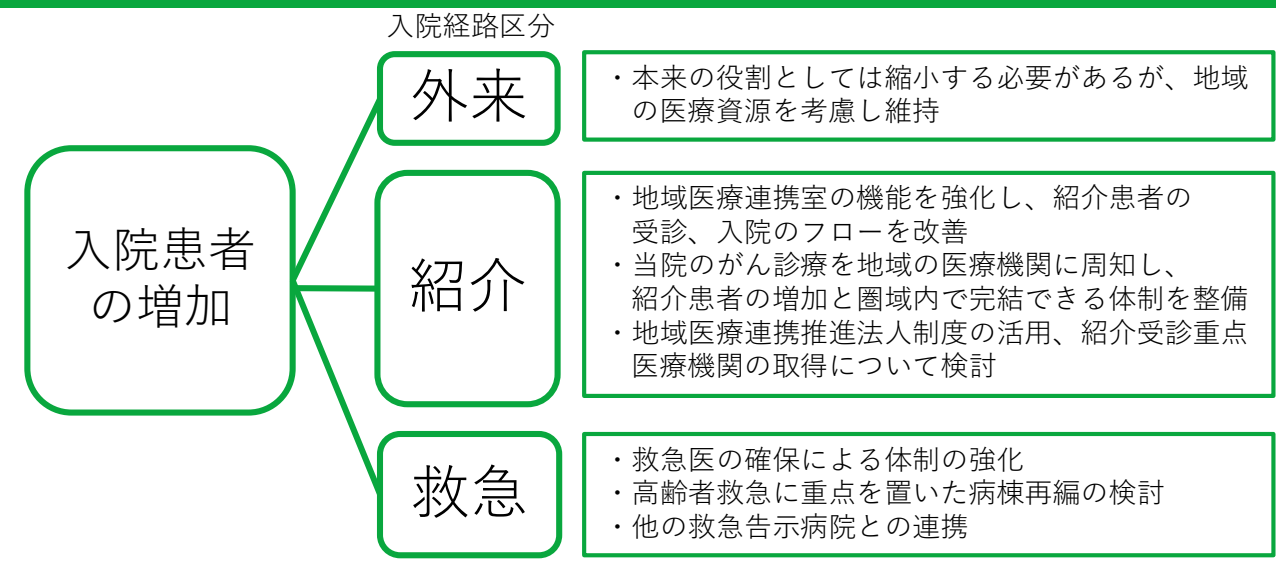 入院経路区分
外来
・本来の役割としては縮小する必要があるが、地域
の医療資源を考慮し維持
入院患者
の増加
紹介
・地域医療連携室の機能を強化し、紹介患者の
受診、入院のフローを改善
・当院のがん診療を地域の医療機関に周知し、
紹介患者の増加と圏域内で完結できる体制を整備
・地域医療連携推進法人制度の活用、紹介受診重点
医療機関の取得について検討
救急
・救急医の確保による体制の強化
・高齢者救急に重点を置いた病棟再編の検討
・他の救急告示病院との連携